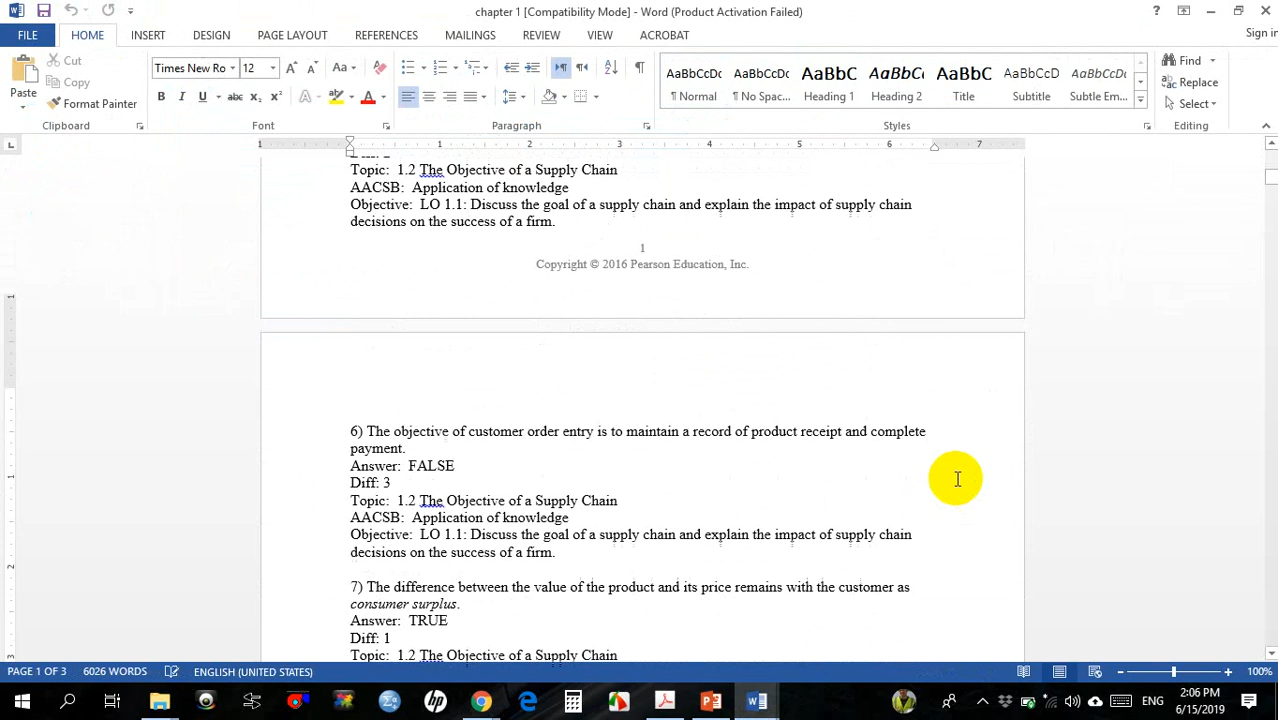 chapter 1 [Compatibility Mode] - Word (Product Activation Failed)
FILE HOME INSERT DESIGN PAGE LAYOUT REFERENCES MAILINGS REVIEW VIEW ACROBAT Sign in
Cut
Copy
Format Painter
Paste
Clipboard
Times New Ro 12
Font
Paragraph
AaBbCcDc AaBbCcDc AaBbC AaBbCc AaBbC AaBbCcD AaBbCcDc
¶ Normal ¶ No Spac... Heading 1 Heading 2 Title Subtitle Subtle Em...
Styles
Find
Replace
Select
Editing
1 1 2 3 4 5 6 7
Topic: 1.2 The Objective of a Supply Chain
AACSB: Application of knowledge
Objective: LO 1.1: Discuss the goal of a supply chain and explain the impact of supply chain
decisions on the success of a firm.
1
Copyright © 2016 Pearson Education, Inc.
6) The objective of customer order entry is to maintain a record of product receipt and complete
payment.
Answer: FALSE
Diff: 3
Topic: 1.2 The Objective of a Supply Chain
AACSB: Application of knowledge
Objective: LO 1.1: Discuss the goal of a supply chain and explain the impact of supply chain
decisions on the success of a firm.
7) The difference between the value of the product and its price remains with the customer as
consumer surplus.
Answer: TRUE
Diff: 1
Topic: 1.2 The Objective of a Supply Chain
PAGE 1 OF 3 6026 WORDS ENGLISH (UNITED STATES) 100%
ENG
2:06 PM
6/15/2019